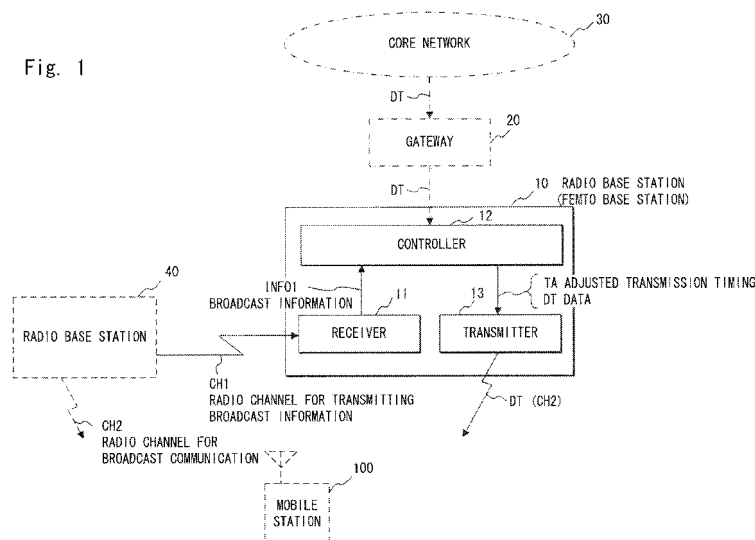 Fig. 1
CORE NETWORK
30
DT
20
GATEWAY
DT
10 RADIO BASE STATION
(FEMTO BASE STATION)
12
CONTROLLER
40
INFO1
BROADCAST INFORMATION
11
13
TA ADJUSTED TRANSMISSION TIMING
DT DATA
RADIO BASE STATION
RECEIVER
TRANSMITTER
CH1
RADIO CHANNEL FOR TRANSMITTING
BROADCAST INFORMATION
DT (CH2)
CH2
RADIO CHANNEL FOR
BROADCAST COMMUNICATION
100
MOBILE
STATION